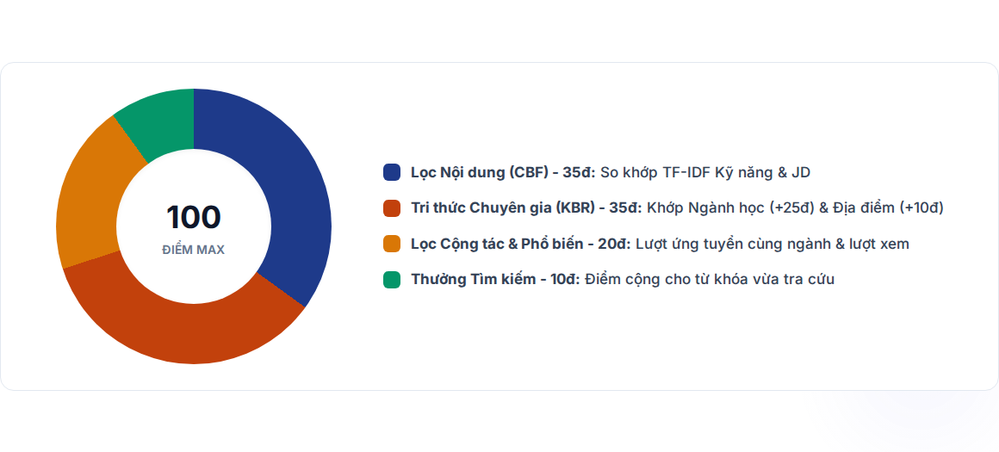 100
ĐIỂM MAX
Lọc Nội dung (CBF) - 35đ: So khớp TF-IDF Kỹ năng & JD
Tri thức Chuyên gia (KBR) - 35đ: Khớp Ngành học (+25đ) & Địa điểm (+10đ)
Lọc Cộng tác & Phổ biến - 20đ: Lượt ứng tuyển cùng ngành & lượt xem
Thưởng Tìm kiếm - 10đ: Điểm cộng cho từ khóa vừa tra cứu